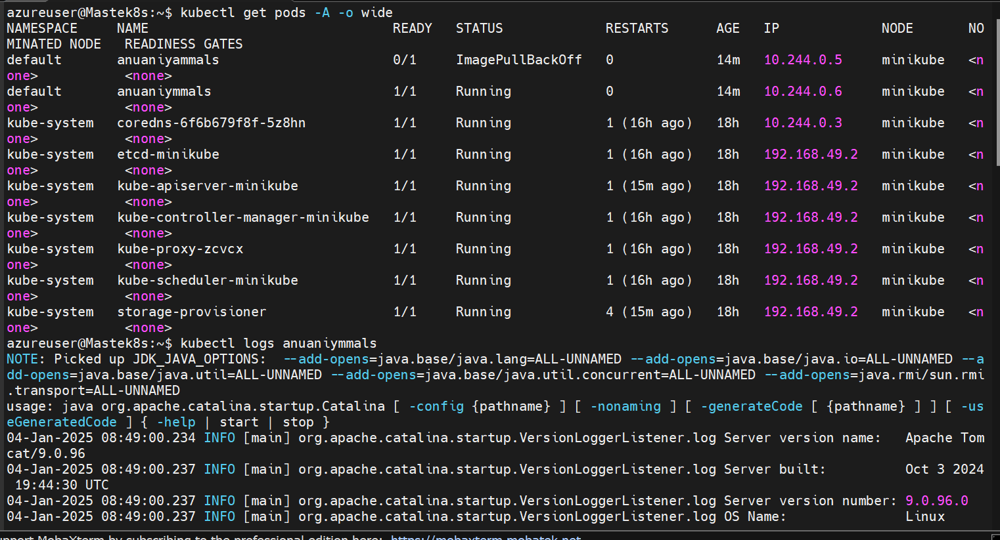 azureuser@Mastek8s:~$ kubectl get pods -A -o wide
NAMESPACE     NAME                               READY   STATUS             RESTARTS      AGE   IP             NODE       NO
MINATED NODE   READINESS GATES
default       anuaniyammals                      0/1     ImagePullBackOff   0             14m   10.244.0.5     minikube   <n
one>           <none>
default       anuaniymmals                       1/1     Running            0             14m   10.244.0.6     minikube   <n
one>           <none>
kube-system   coredns-6f6b679f8f-5z8hn           1/1     Running            1 (16h ago)   18h   10.244.0.3     minikube   <n
one>           <none>
kube-system   etcd-minikube                      1/1     Running            1 (16h ago)   18h   192.168.49.2   minikube   <n
one>           <none>
kube-system   kube-apiserver-minikube            1/1     Running            1 (15m ago)   18h   192.168.49.2   minikube   <n
one>           <none>
kube-system   kube-controller-manager-minikube   1/1     Running            1 (16h ago)   18h   192.168.49.2   minikube   <n
one>           <none>
kube-system   kube-proxy-zcvcx                   1/1     Running            1 (16h ago)   18h   192.168.49.2   minikube   <n
one>           <none>
kube-system   kube-scheduler-minikube            1/1     Running            1 (16h ago)   18h   192.168.49.2   minikube   <n
one>           <none>
kube-system   storage-provisioner                1/1     Running            4 (15m ago)   18h   192.168.49.2   minikube   <n
one>           <none>
azureuser@Mastek8s:~$ kubectl logs anuaniymmals
NOTE: Picked up JDK_JAVA_OPTIONS:  --add-opens=java.base/java.lang=ALL-UNNAMED --add-opens=java.base/java.io=ALL-UNNAMED --a
dd-opens=java.base/java.util=ALL-UNNAMED --add-opens=java.base/java.util.concurrent=ALL-UNNAMED --add-opens=java.rmi/sun.rmi
.transport=ALL-UNNAMED
usage: java org.apache.catalina.startup.Catalina [ -config {pathname} ] [ -nonaming ] [ -generateCode [ {pathname} ] ] [ -us
eGeneratedCode ] { -help | start | stop }
04-Jan-2025 08:49:00.234 INFO [main] org.apache.catalina.startup.VersionLoggerListener.log Server version name:   Apache Tom
cat/9.0.96
04-Jan-2025 08:49:00.237 INFO [main] org.apache.catalina.startup.VersionLoggerListener.log Server built:          Oct 3 2024
 19:44:30 UTC
04-Jan-2025 08:49:00.237 INFO [main] org.apache.catalina.startup.VersionLoggerListener.log Server version number: 9.0.96.0
04-Jan-2025 08:49:00.237 INFO [main] org.apache.catalina.startup.VersionLoggerListener.log OS Name:               Linux
MobaXterm by subscribing to the professional edition here: https://mobaxterm.mobatek.net